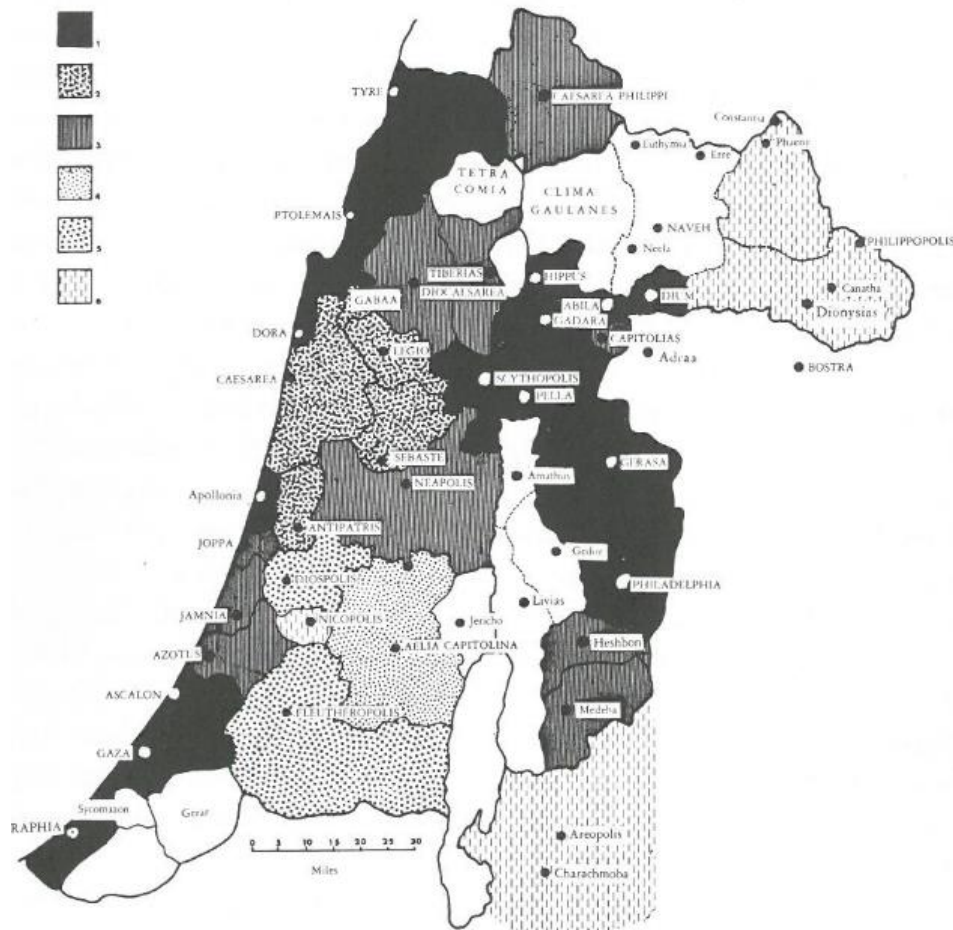 1
2
3
4
5
6
TYRE
CAESAREA PHILIPPI
Constantia
Phaene
Euthymia
Erre
TETRA
COMIA
CLIMA
GAULANES
PTOLEMAIS
NAVEH
Neela
PHILIPPOPOLIS
TIBERIAS
DIOCAESAREA
HIPPUS
GABAA
ABILA
DIUM
Canatha
Dionysias
GADARA
DORA
LEGIO
CAPITOLIAS
Adraa
BOSTRA
CAESAREA
SCYTHOPOLIS
PELLA
SEBASTE
GERASA
NEAPOLIS
Amathus
Apollonia
ANTIPATRIS
JOPPA
Gedor
DIOSPOLIS
PHILADELPHIA
Livias
JAMNIA
NICOPOLIS
Jericho
Heshbon
AZOTUS
AELIA CAPITOLINA
ASCALON
ELEUTHEROPOLIS
Medeba
GAZA
Sycomazon
Gerar
RAPHIA
Areopolis
0 5 10 15 20 25 30
Miles
Charachmoba